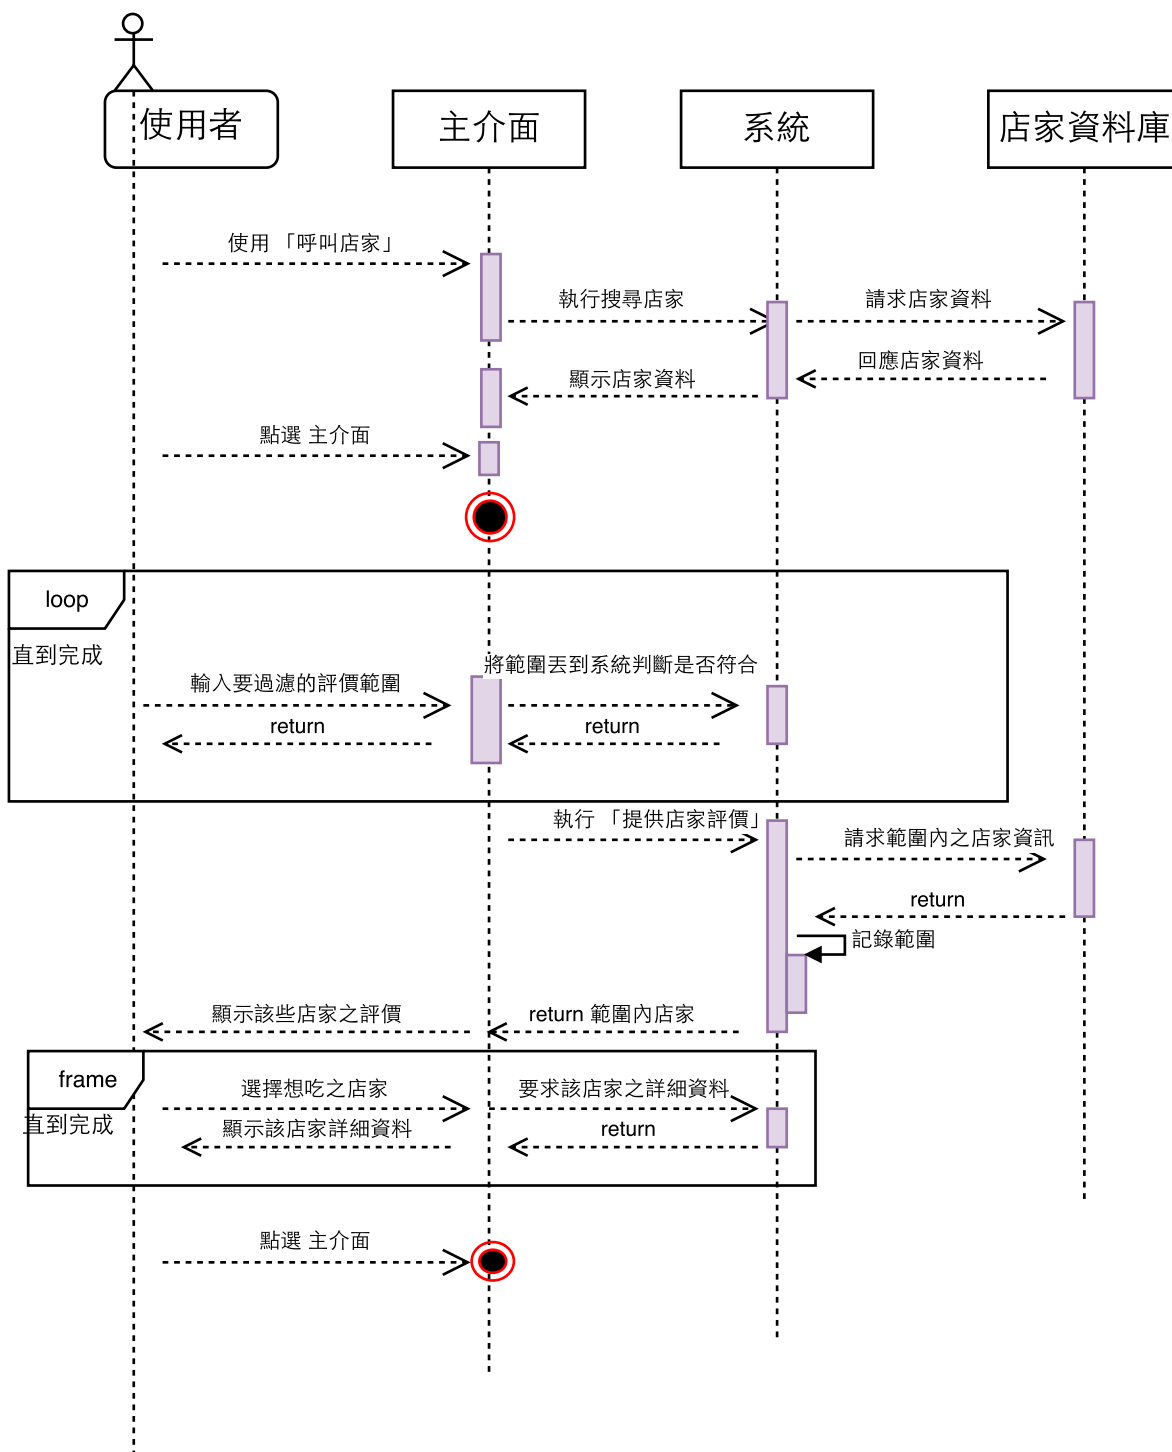 使用者
主介面
系統
店家資料庫
使用 「呼叫店家」
執行搜尋店家
請求店家資料
回應店家資料
顯示店家資料
點選 主介面
loop
直到完成
將範圍丟到系統判斷是否符合
輸入要過濾的評價範圍
return
return
執行 「提供店家評價」
請求範圍內之店家資訊
return
記錄範圍
顯示該些店家之評價
return 範圍內店家
frame
直到完成
選擇想吃之店家
要求該店家之詳細資料
顯示該店家詳細資料
return
點選 主介面